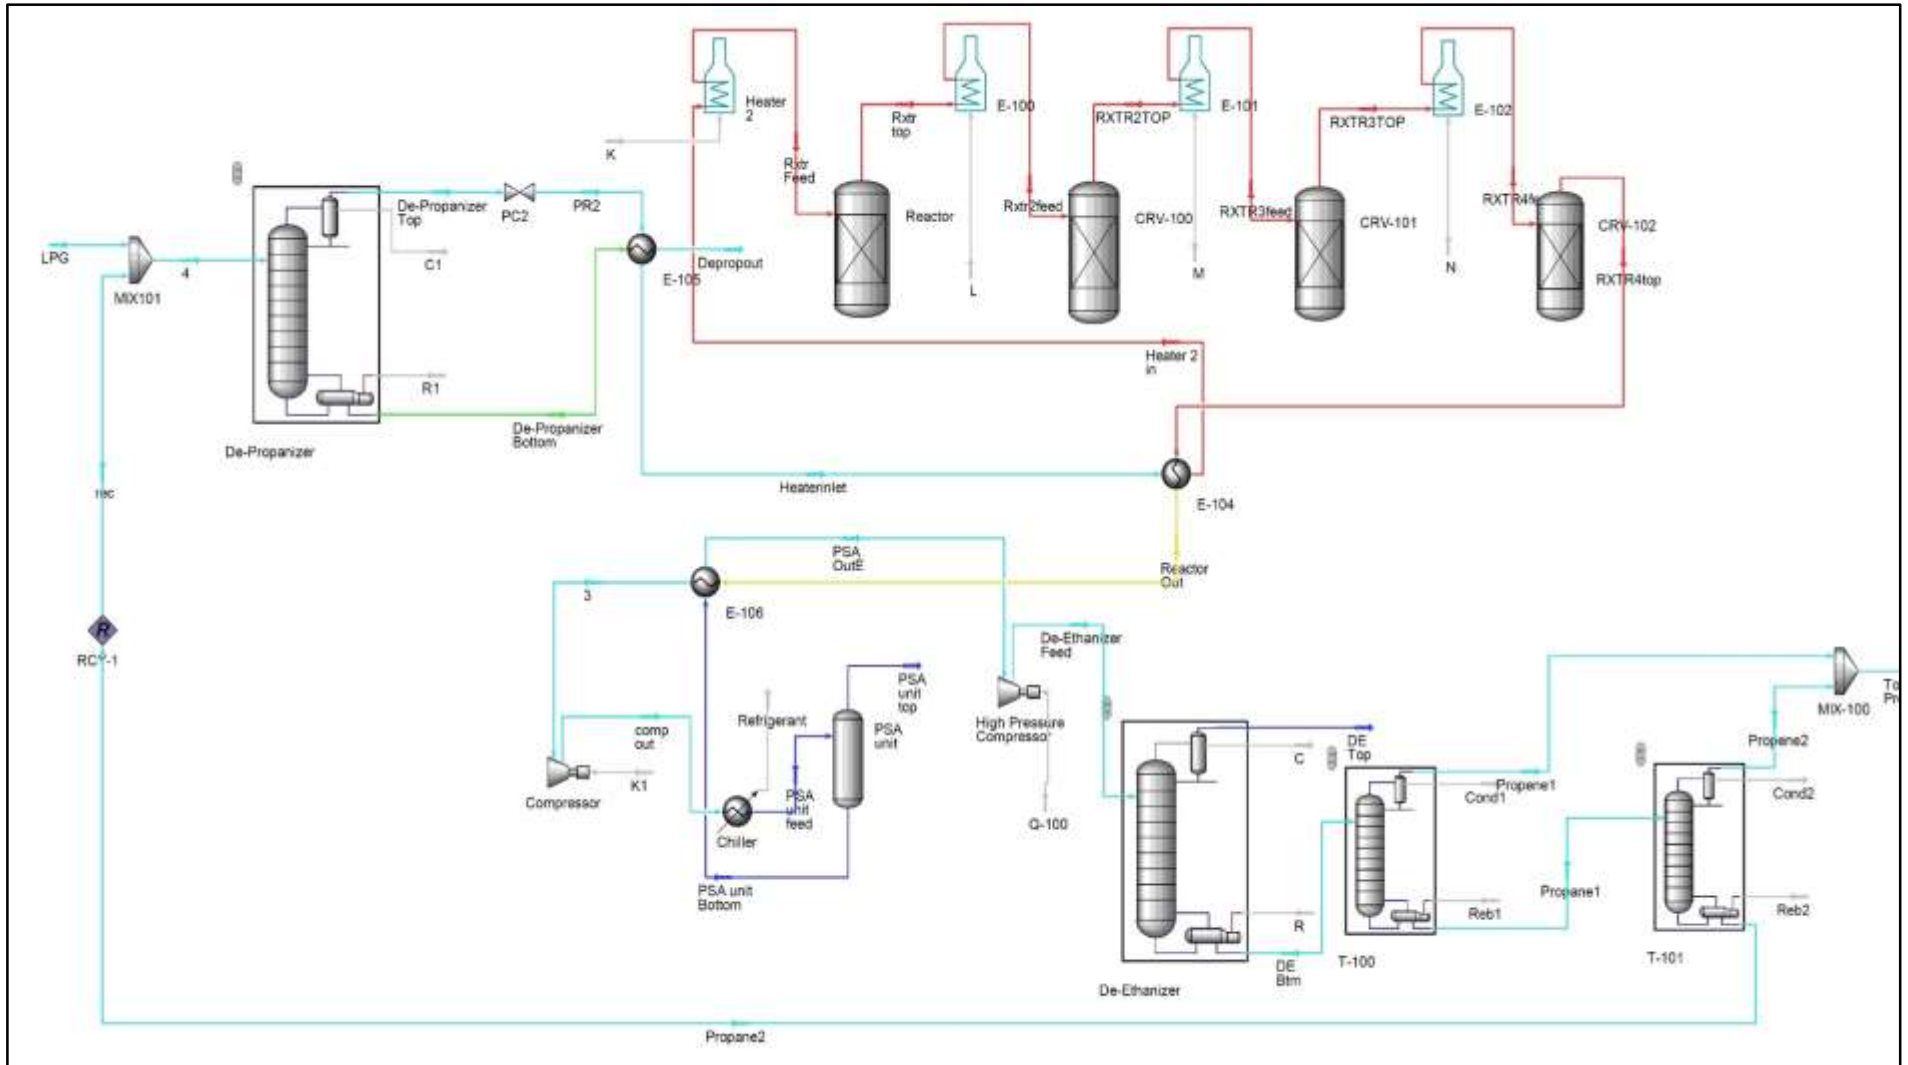 Heater
2
E-100
E-101
E-102
K
Rxtr
top
RXTR2TOP
RXTR3TOP
Rxtr
Feed
Reactor
Rxtr2feed
CRV-100
RXTR3feed
CRV-101
CRV-102
RXTR4top
L
M
N
De-Propanizer
Top
PC2
PR2
LPG
4
MIX101
C1
E-105
Depropout
R1
De-Propanizer
Bottom
De-Propanizer
Heater 2
in
rec
Heaterinlet
E-104
PSA
OutE
Reactor
Out
3
E-106
R
RCY-1
De-Ethanizer
Feed
PSA
unit
top
PSA
unit
Refrigerant
High Pressure
Compressor
comp
out
K1
Compressor
PSA
unit
feed
Chiller
Q-100
PSA unit
Bottom
DE
Top
C
R
DE
Btm
De-Ethanizer
Propene1
Cond1
Reb1
T-100
Propane1
MIX-100
Propene2
Cond2
Reb2
T-101
Propane2